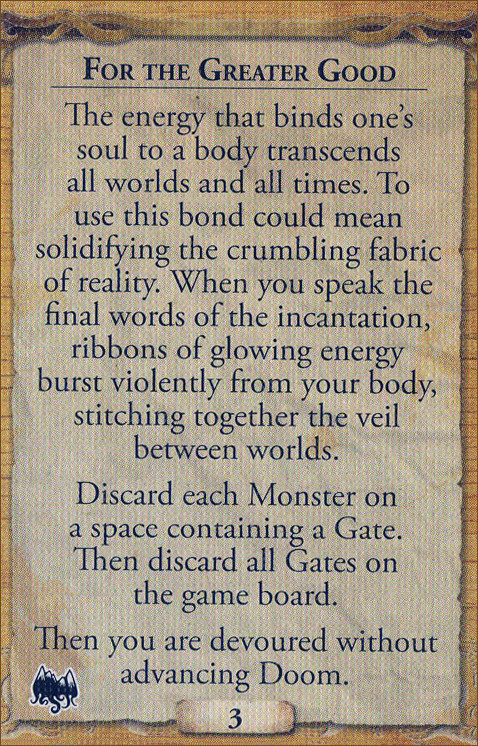 For the Greater Good
The energy that binds one's
soul to a body transcends
all worlds and all times. To
use this bond could mean
solidifying the crumbling fabric
of reality. When you speak the
final words of the incantation,
ribbons of glowing energy
burst violently from your body,
stitching together the veil
between worlds.
Discard each Monster on
a space containing a Gate.
Then discard all Gates on
the game board.
Then you are devoured without
advancing Doom.
3